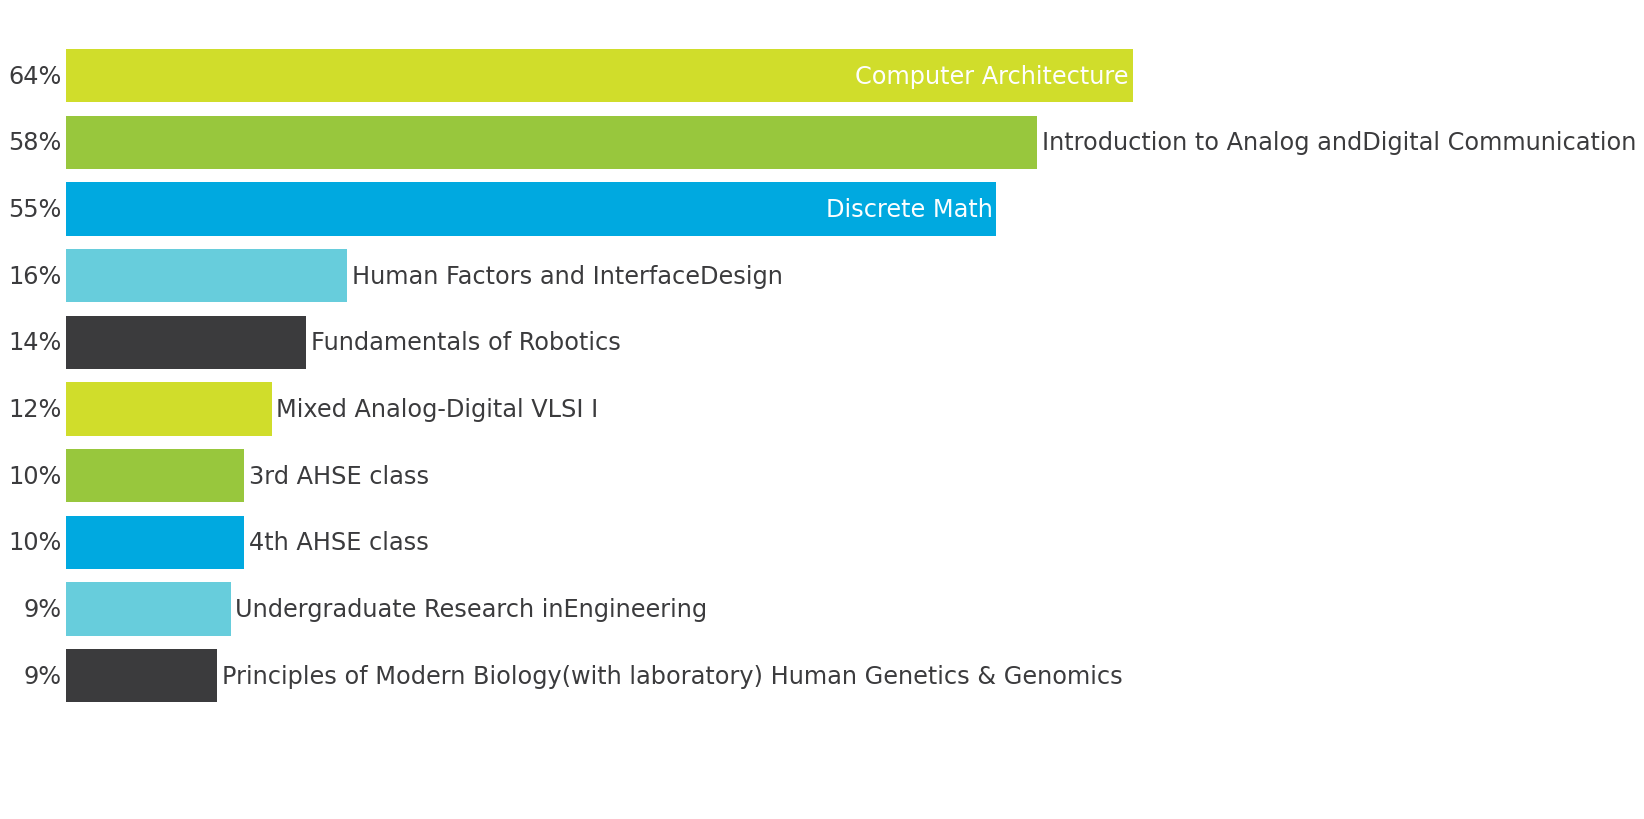 64% Computer Architecture
58% Introduction to Analog andDigital Communication
55% Discrete Math
16% Human Factors and InterfaceDesign
14% Fundamentals of Robotics
12% Mixed Analog-Digital VLSI I
10% 3rd AHSE class
10% 4th AHSE class
9% Undergraduate Research inEngineering
9% Principles of Modern Biology(with laboratory) Human Genetics & Genomics